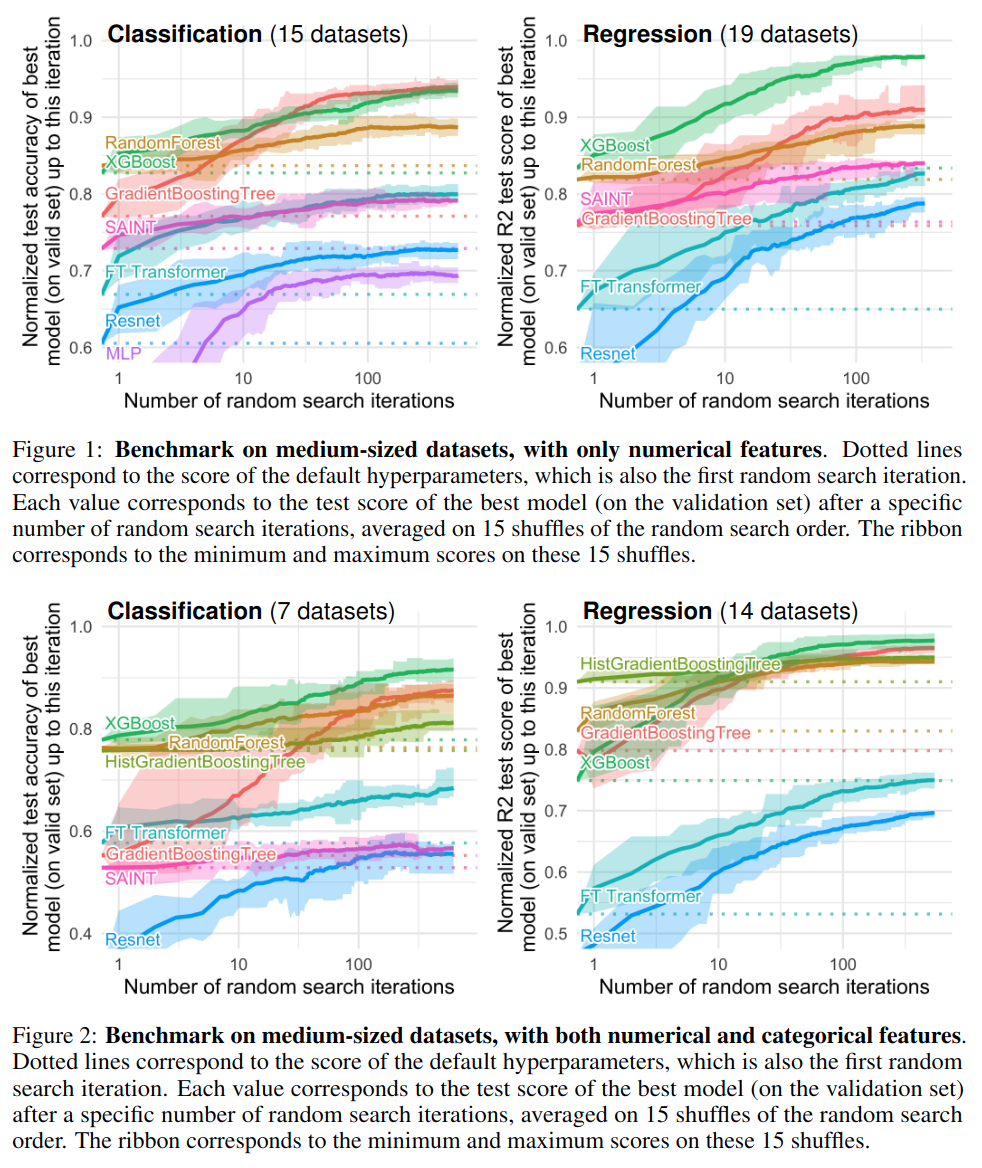 Classification (15 datasets)
Normalized test accuracy of best
model (on valid set) up to this iteration
1.0
0.9
0.8
0.7
0.6
RandomForest
XGBoost
GradientBoostingTree
SAINT
FT Transformer
Resnet
MLP
1 10 100
Number of random search iterations
Regression (19 datasets)
Normalized R2 test score of best
model (on valid set) up to this iteration
1.0
0.9
0.8
0.7
0.6
XGBoost
RandomForest
SAINT
GradientBoostingTree
FT Transformer
Resnet
1 10 100
Number of random search iterations
Figure 1: Benchmark on medium-sized datasets, with only numerical features. Dotted lines
correspond to the score of the default hyperparameters, which is also the first random search iteration.
Each value corresponds to the test score of the best model (on the validation set) after a specific
number of random search iterations, averaged on 15 shuffles of the random search order. The ribbon
corresponds to the minimum and maximum scores on these 15 shuffles.
Classification (7 datasets)
Normalized test accuracy of best
model (on valid set) up to this iteration
1.0
0.8
0.6
0.4
XGBoost
RandomForest
HistGradientBoostingTree
FT Transformer
GradientBoostingTree
SAINT
Resnet
1 10 100
Number of random search iterations
Regression (14 datasets)
Normalized R2 test score of best
model (on valid set) up to this iteration
1.0
0.9
0.8
0.7
0.6
0.5
HistGradientBoostingTree
RandomForest
GradientBoostingTree
XGBoost
FT Transformer
Resnet
1 10 100
Number of random search iterations
Figure 2: Benchmark on medium-sized datasets, with both numerical and categorical features.
Dotted lines correspond to the score of the default hyperparameters, which is also the first random
search iteration. Each value corresponds to the test score of the best model (on the validation set)
after a specific number of random search iterations, averaged on 15 shuffles of the random search
order. The ribbon corresponds to the minimum and maximum scores on these 15 shuffles.